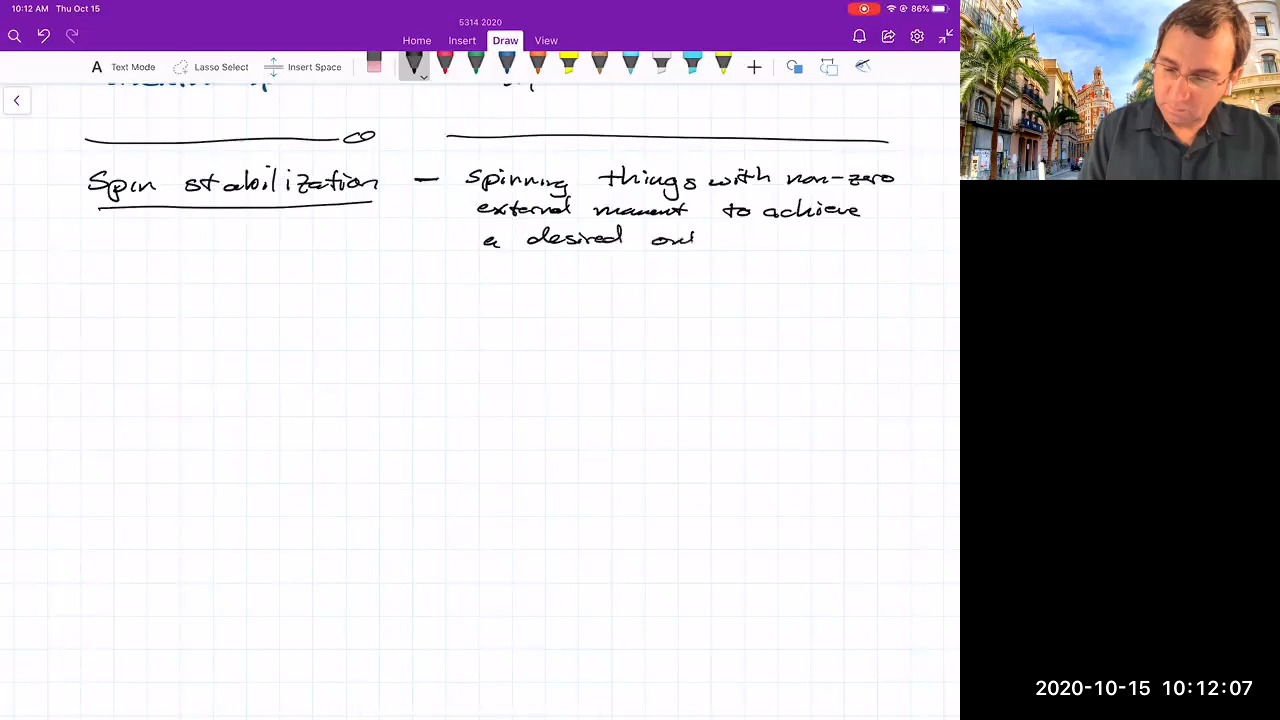 10:12 AM Thu Oct 15
86%
5314 2020
Home Insert Draw View
A Text Mode Lasso Select Insert Space
Spin stabilization - spinning things with non-zero
external moment to achieve
a desired
2020-10-15 10:12:07